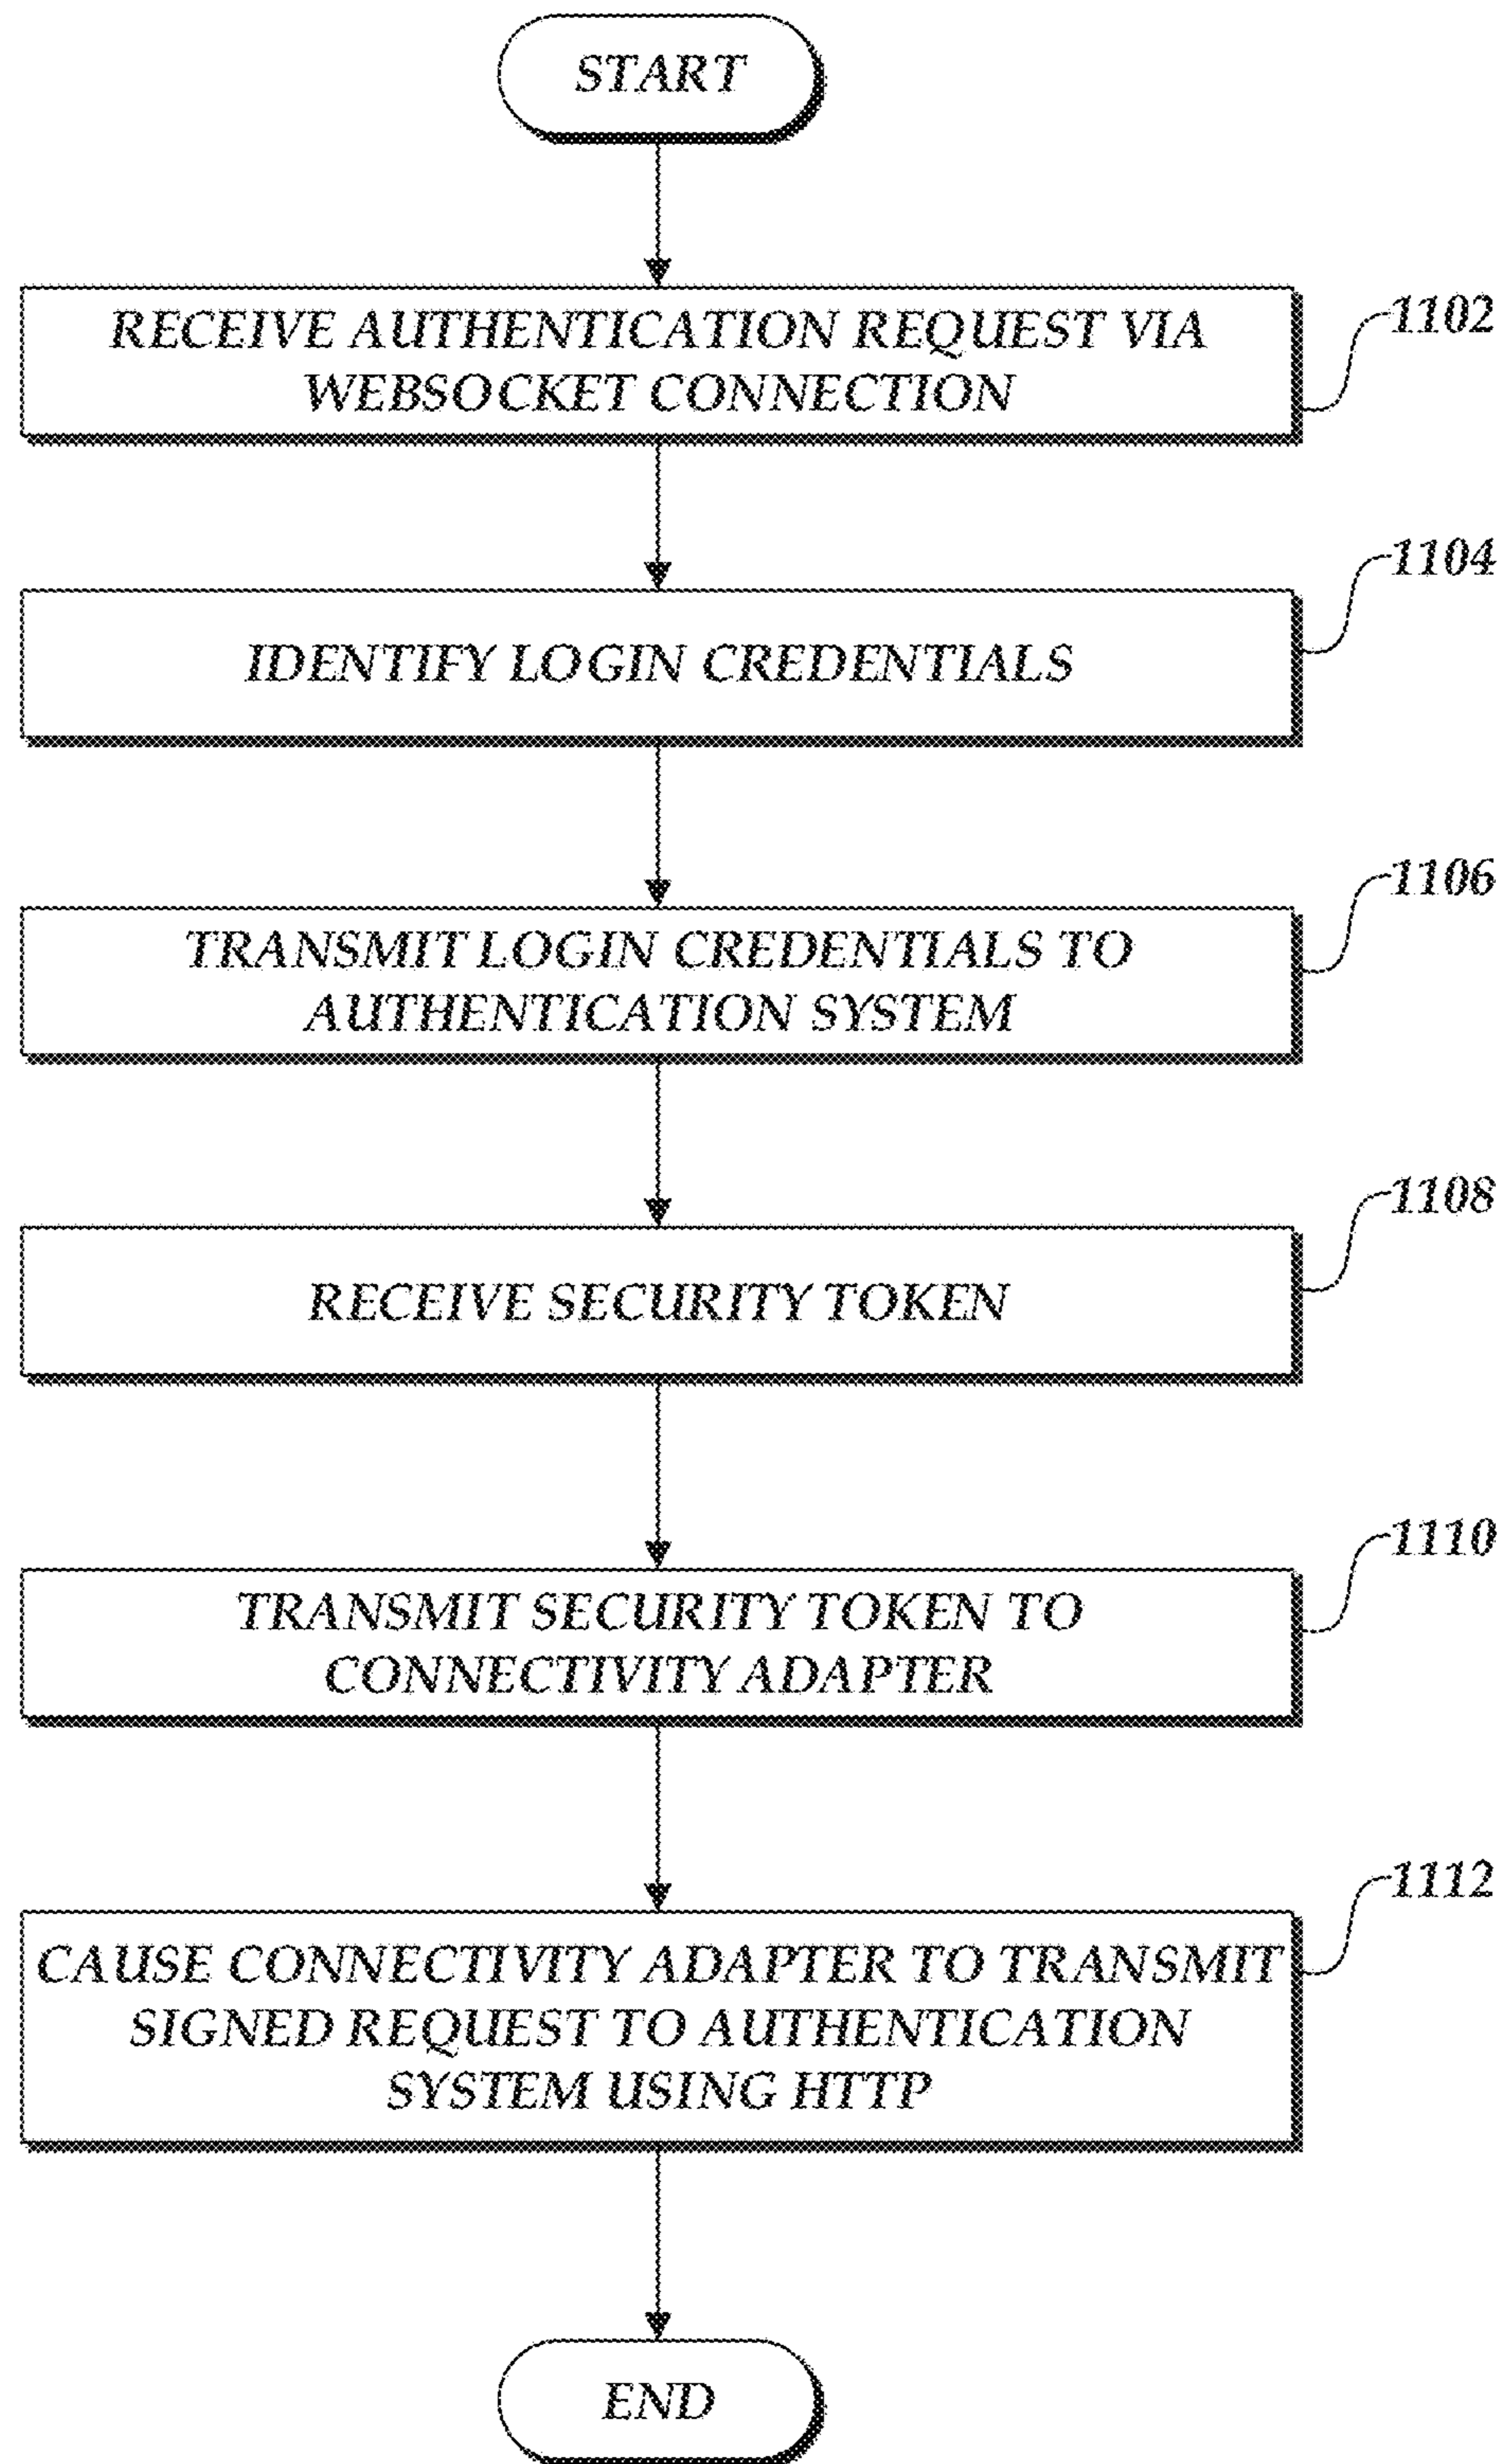 START
RECEIVE AUTHENTICATION REQUEST VIA
WEBSOCKET CONNECTION
1102
IDENTIFY LOGIN CREDENTIALS
1104
TRANSMIT LOGIN CREDENTIALS TO
AUTHENTICATION SYSTEM
1106
RECEIVE SECURITY TOKEN
1108
TRANSMIT SECURITY TOKEN TO
CONNECTIVITY ADAPTER
1110
CAUSE CONNECTIVITY ADAPTER TO TRANSMIT
SIGNED REQUEST TO AUTHENTICATION
SYSTEM USING HTTP
1112
END